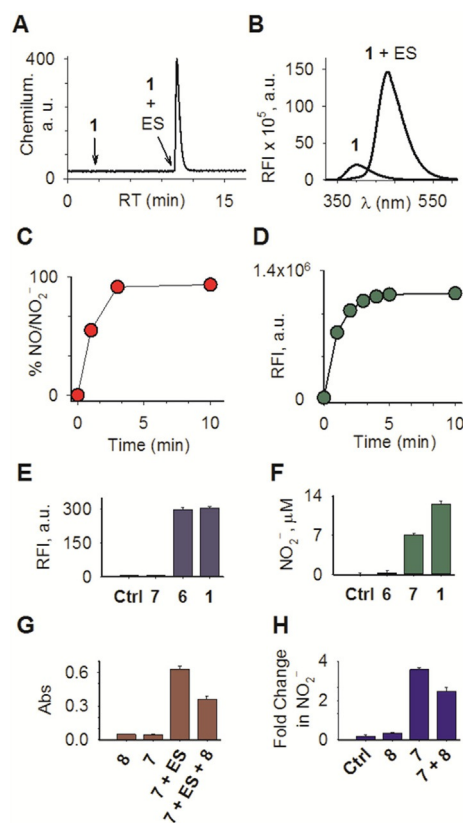 A
Chemilum.
a. u.
400
0
1
1
+
ES
0
15
RT (min)
B
RFI x 10⁵, a.u.
150
100
50
0
1 + ES
1
350
450
550
λ (nm)
C
% NO/NO₂⁻
100
0
0
5
10
Time (min)
D
RFI, a.u.
1.4x10⁶
0
0
5
10
Time (min)
E
RFI, a.u.
300
150
0
Ctrl 7 6 1
F
NO₂⁻, μM
14
7
0
Ctrl 6 7 1
G
Abs
0.6
0.3
0.0
8
7
7 + ES
7 + ES + 8
H
Fold Change
in NO₂⁻
4
2
0
Ctrl
8
7
7 + 8